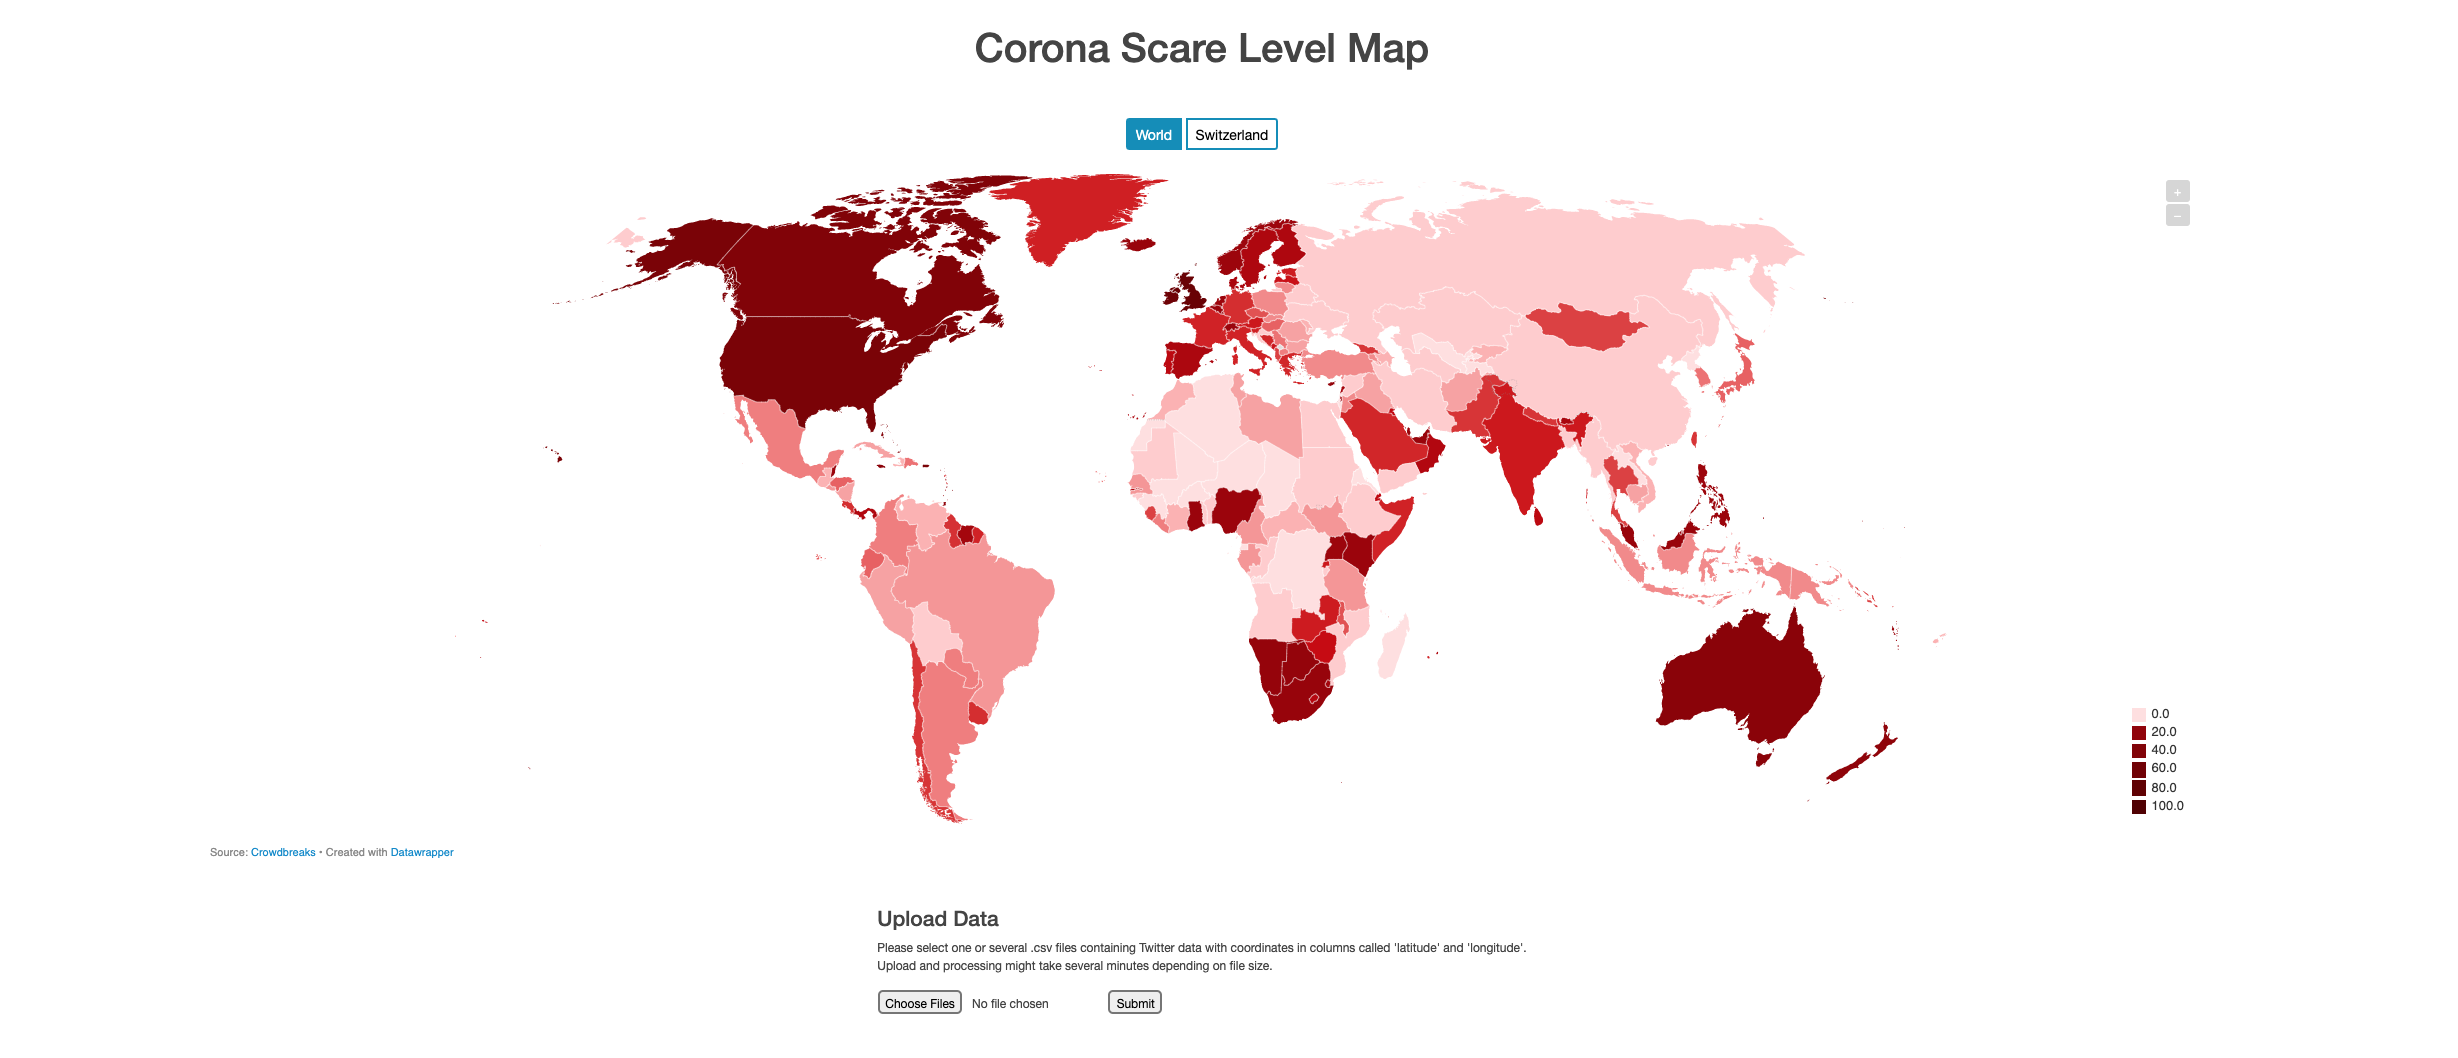 Corona Scare Level Map
World Switzerland
+
−
0.0
20.0
40.0
60.0
80.0
100.0
Source: Crowdbreaks • Created with Datawrapper
Upload Data
Please select one or several .csv files containing Twitter data with coordinates in columns called 'latitude' and 'longitude'.
Upload and processing might take several minutes depending on file size.
Choose Files No file chosen Submit